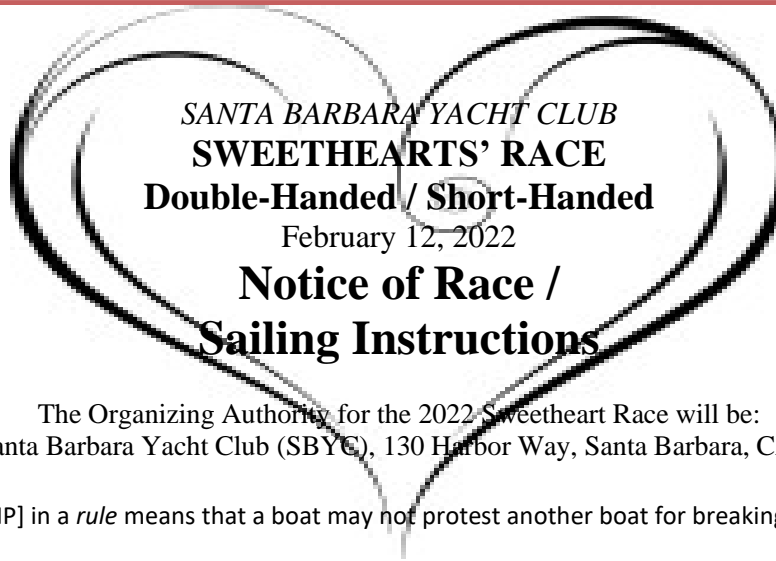 SANTA BARBARA YACHT CLUB
SWEETHEARTS’ RACE
Double-Handed / Short-Handed
February 12, 2022
Notice of Race /
Sailing Instructions
The Organizing Authority for the 2022 Sweetheart Race will be:
anta Barbara Yacht Club (SBYC), 130 Harbor Way, Santa Barbara, C
P] in a rule means that a boat may not protest another boat for breaking